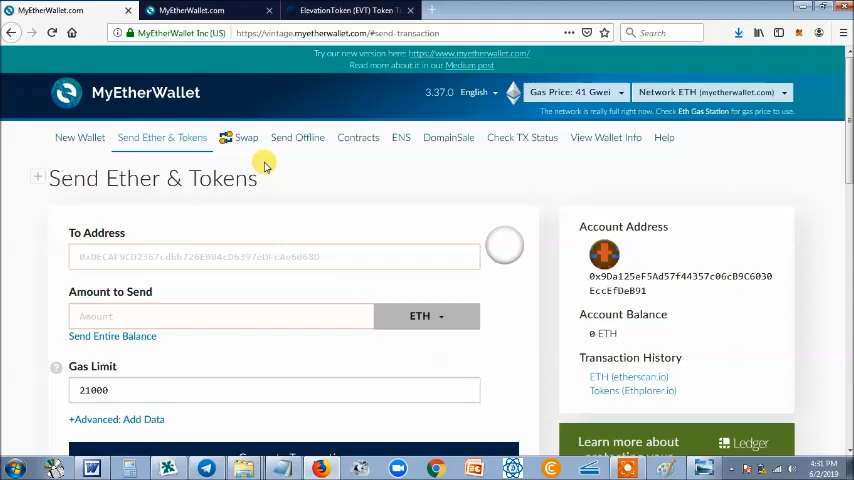 MyEtherWallet.com
MyEtherWallet.com
ElevationToken (EVT) Token T
MyEtherWallet Inc (US)
https://vintage.myetherwallet.com/#send-transaction
Search
Try our new version here: https://www.myetherwallet.com/
Read more about it in our Medium post
MyEtherWallet
3.37.0
English
Gas Price: 41 Gwei
Network ETH (myetherwallet.com)
The network is really full right now. Check Eth Gas Station for gas price to use.
New Wallet
Send Ether & Tokens
Swap
Send Offline
Contracts
ENS
DomainSale
Check TX Status
View Wallet Info
Help
Send Ether & Tokens
To Address
Amount to Send
Amount
ETH
Send Entire Balance
Gas Limit
21000
+Advanced: Add Data
Account Address
0x9Da125eF5Ad57f44357c06cB9C6030
EccEfDeB91
Account Balance
0 ETH
Transaction History
ETH (etherscan.io)
Tokens (Ethplorer.io)
Learn more about
Ledger
4:31 PM
6/2/2019